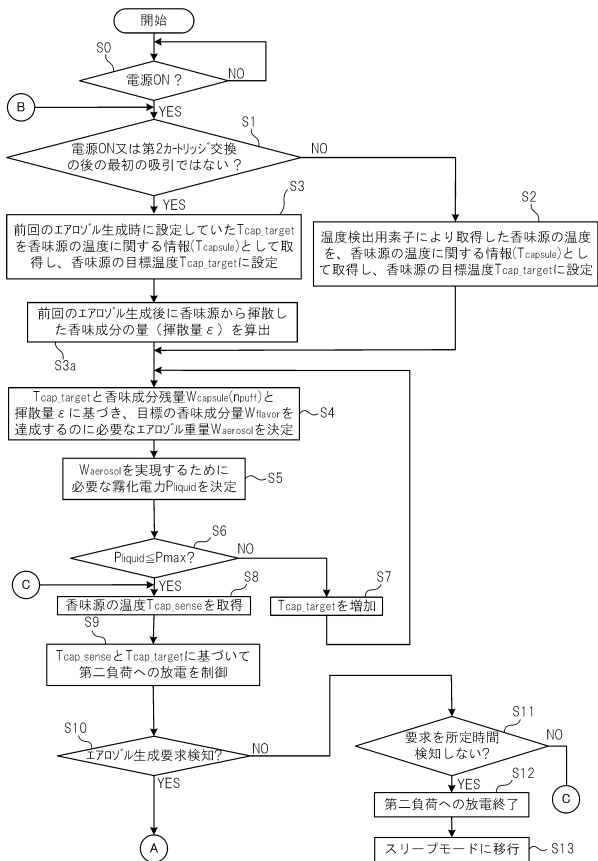 開始
S0
電源ON？
NO
YES
B
S1
電源ON又は第2カートリッジ交換
の後の最初の吸引ではない？
NO
YES
S3
前回のエアロゾル生成時に設定していたTcap_target
を香味源の温度に関する情報(Tcapsule)として取
得し、香味源の目標温度Tcap_targetに設定
S2
温度検出用素子により取得した香味源の温度
を、香味源の温度に関する情報(Tcapsule)とし
て取得し、香味源の目標温度Tcap_targetに設定
前回のエアロゾル生成後に香味源から揮散し
た香味成分の量（揮散量ε）を算出
S3a
Tcap_targetと香味成分残量Wcapsule(npuff)と
揮散量εに基づき、目標の香味成分量Wflavorを
達成するのに必要なエアロゾル重量Waerosolを決定
S4
Waerosolを実現するために
必要な霧化電力Pliquidを決定
S5
S6
Pliquid≦Pmax？
NO
YES
C
S8
香味源の温度Tcap_senseを取得
S7
Tcap_targetを増加
S9
Tcap_senseとTcap_targetに基づいて
第二負荷への放電を制御
S10
エアロゾル生成要求検知？
NO
YES
A
S11
要求を所定時間
検知しない？
NO
YES
C
S12
第二負荷への放電終了
スリープモードに移行
S13